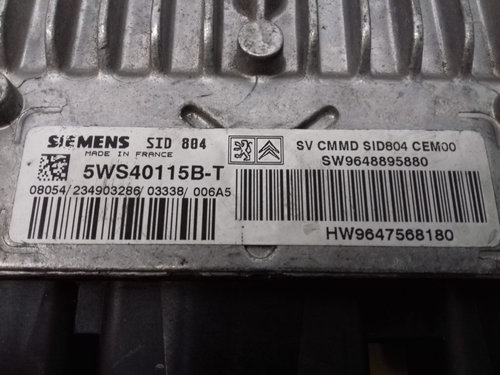 SIEMENS SID 804
MADE IN FRANCE
5WS40115B-T
08054/234903286/03338/006A5
SV CMMD SID804 CEM00
SW9648895880
HW9647568180